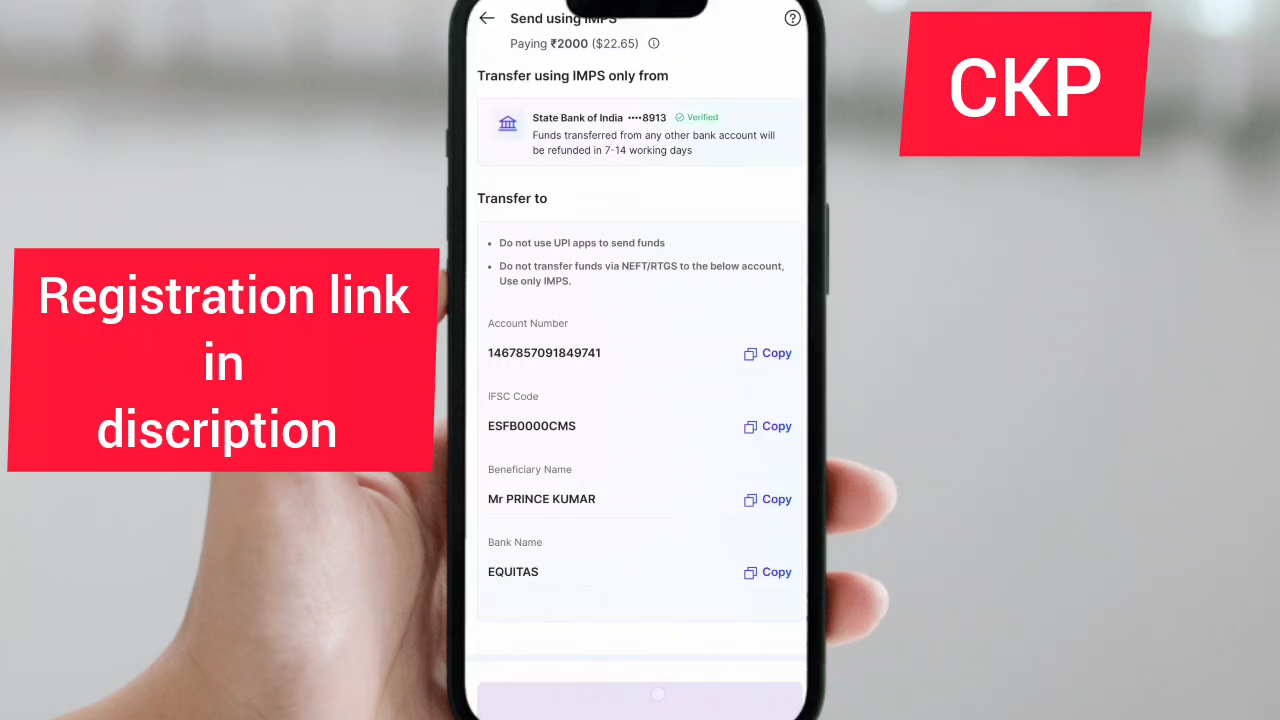 Send using IMPS
Paying ₹2000 ($22.65)
Transfer using IMPS only from
State Bank of India ••••8913 Verified
Funds transferred from any other bank account will
be refunded in 7-14 working days
Transfer to
• Do not use UPI apps to send funds
• Do not transfer funds via NEFT/RTGS to the below account,
Use only IMPS.
Account Number
1467857091849741 Copy
IFSC Code
ESFB0000CMS Copy
Beneficiary Name
Mr PRINCE KUMAR Copy
Bank Name
EQUITAS Copy
CKP
Registration link
in
discription